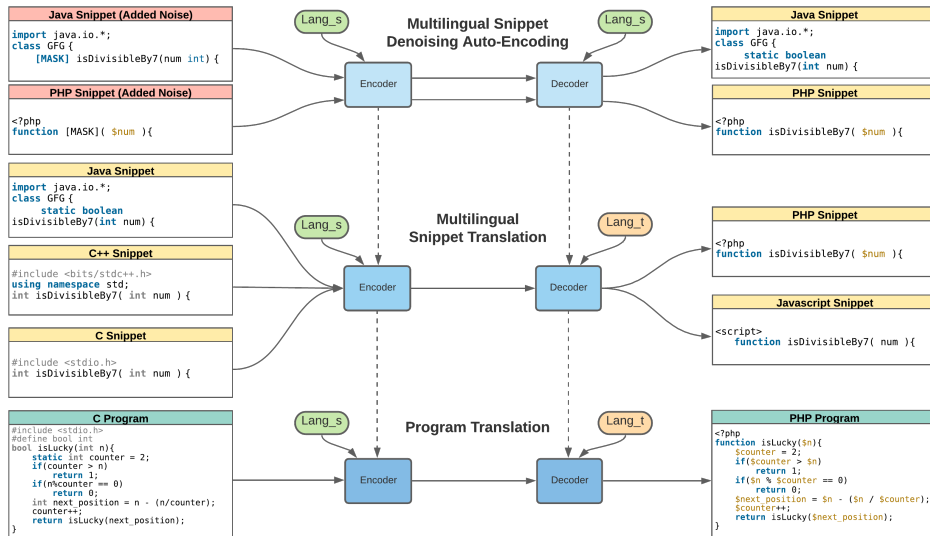 Java Snippet (Added Noise)
import java.io.*;
class GFG {
[MASK] isDivisibleBy7(num int) {
PHP Snippet (Added Noise)
<?php
function [MASK]( $num ){
Lang_s
Multilingual Snippet
Denoising Auto-Encoding
Lang_s
Encoder
Decoder
Java Snippet
import java.io.*;
class GFG {
static boolean
isDivisibleBy7(int num) {
PHP Snippet
<?php
function isDivisibleBy7( $num ){
Java Snippet
import java.io.*;
class GFG {
static boolean
isDivisibleBy7(int num) {
C++ Snippet
#include <bits/stdc++.h>
using namespace std;
int isDivisibleBy7( int num ) {
C Snippet
#include <stdio.h>
int isDivisibleBy7( int num ) {
Lang_s
Multilingual
Snippet Translation
Lang_t
Encoder
Decoder
PHP Snippet
<?php
function isDivisibleBy7( $num ){
Javascript Snippet
<script>
function isDivisibleBy7( num ){
C Program
#include <stdio.h>
#define bool int
bool isLucky(int n){
static int counter = 2;
if(counter > n)
return 1;
if(n%counter == 0)
return 0;
int next_position = n - (n/counter);
counter++;
return isLucky(next_position);
}
Lang_s
Program Translation
Lang_t
Encoder
Decoder
PHP Program
<?php
function isLucky($n){
$counter = 2;
if($counter > $n)
return 1;
if($n % $counter == 0)
return 0;
$next_position = $n - ($n / $counter);
$counter++;
return isLucky($next_position);
}